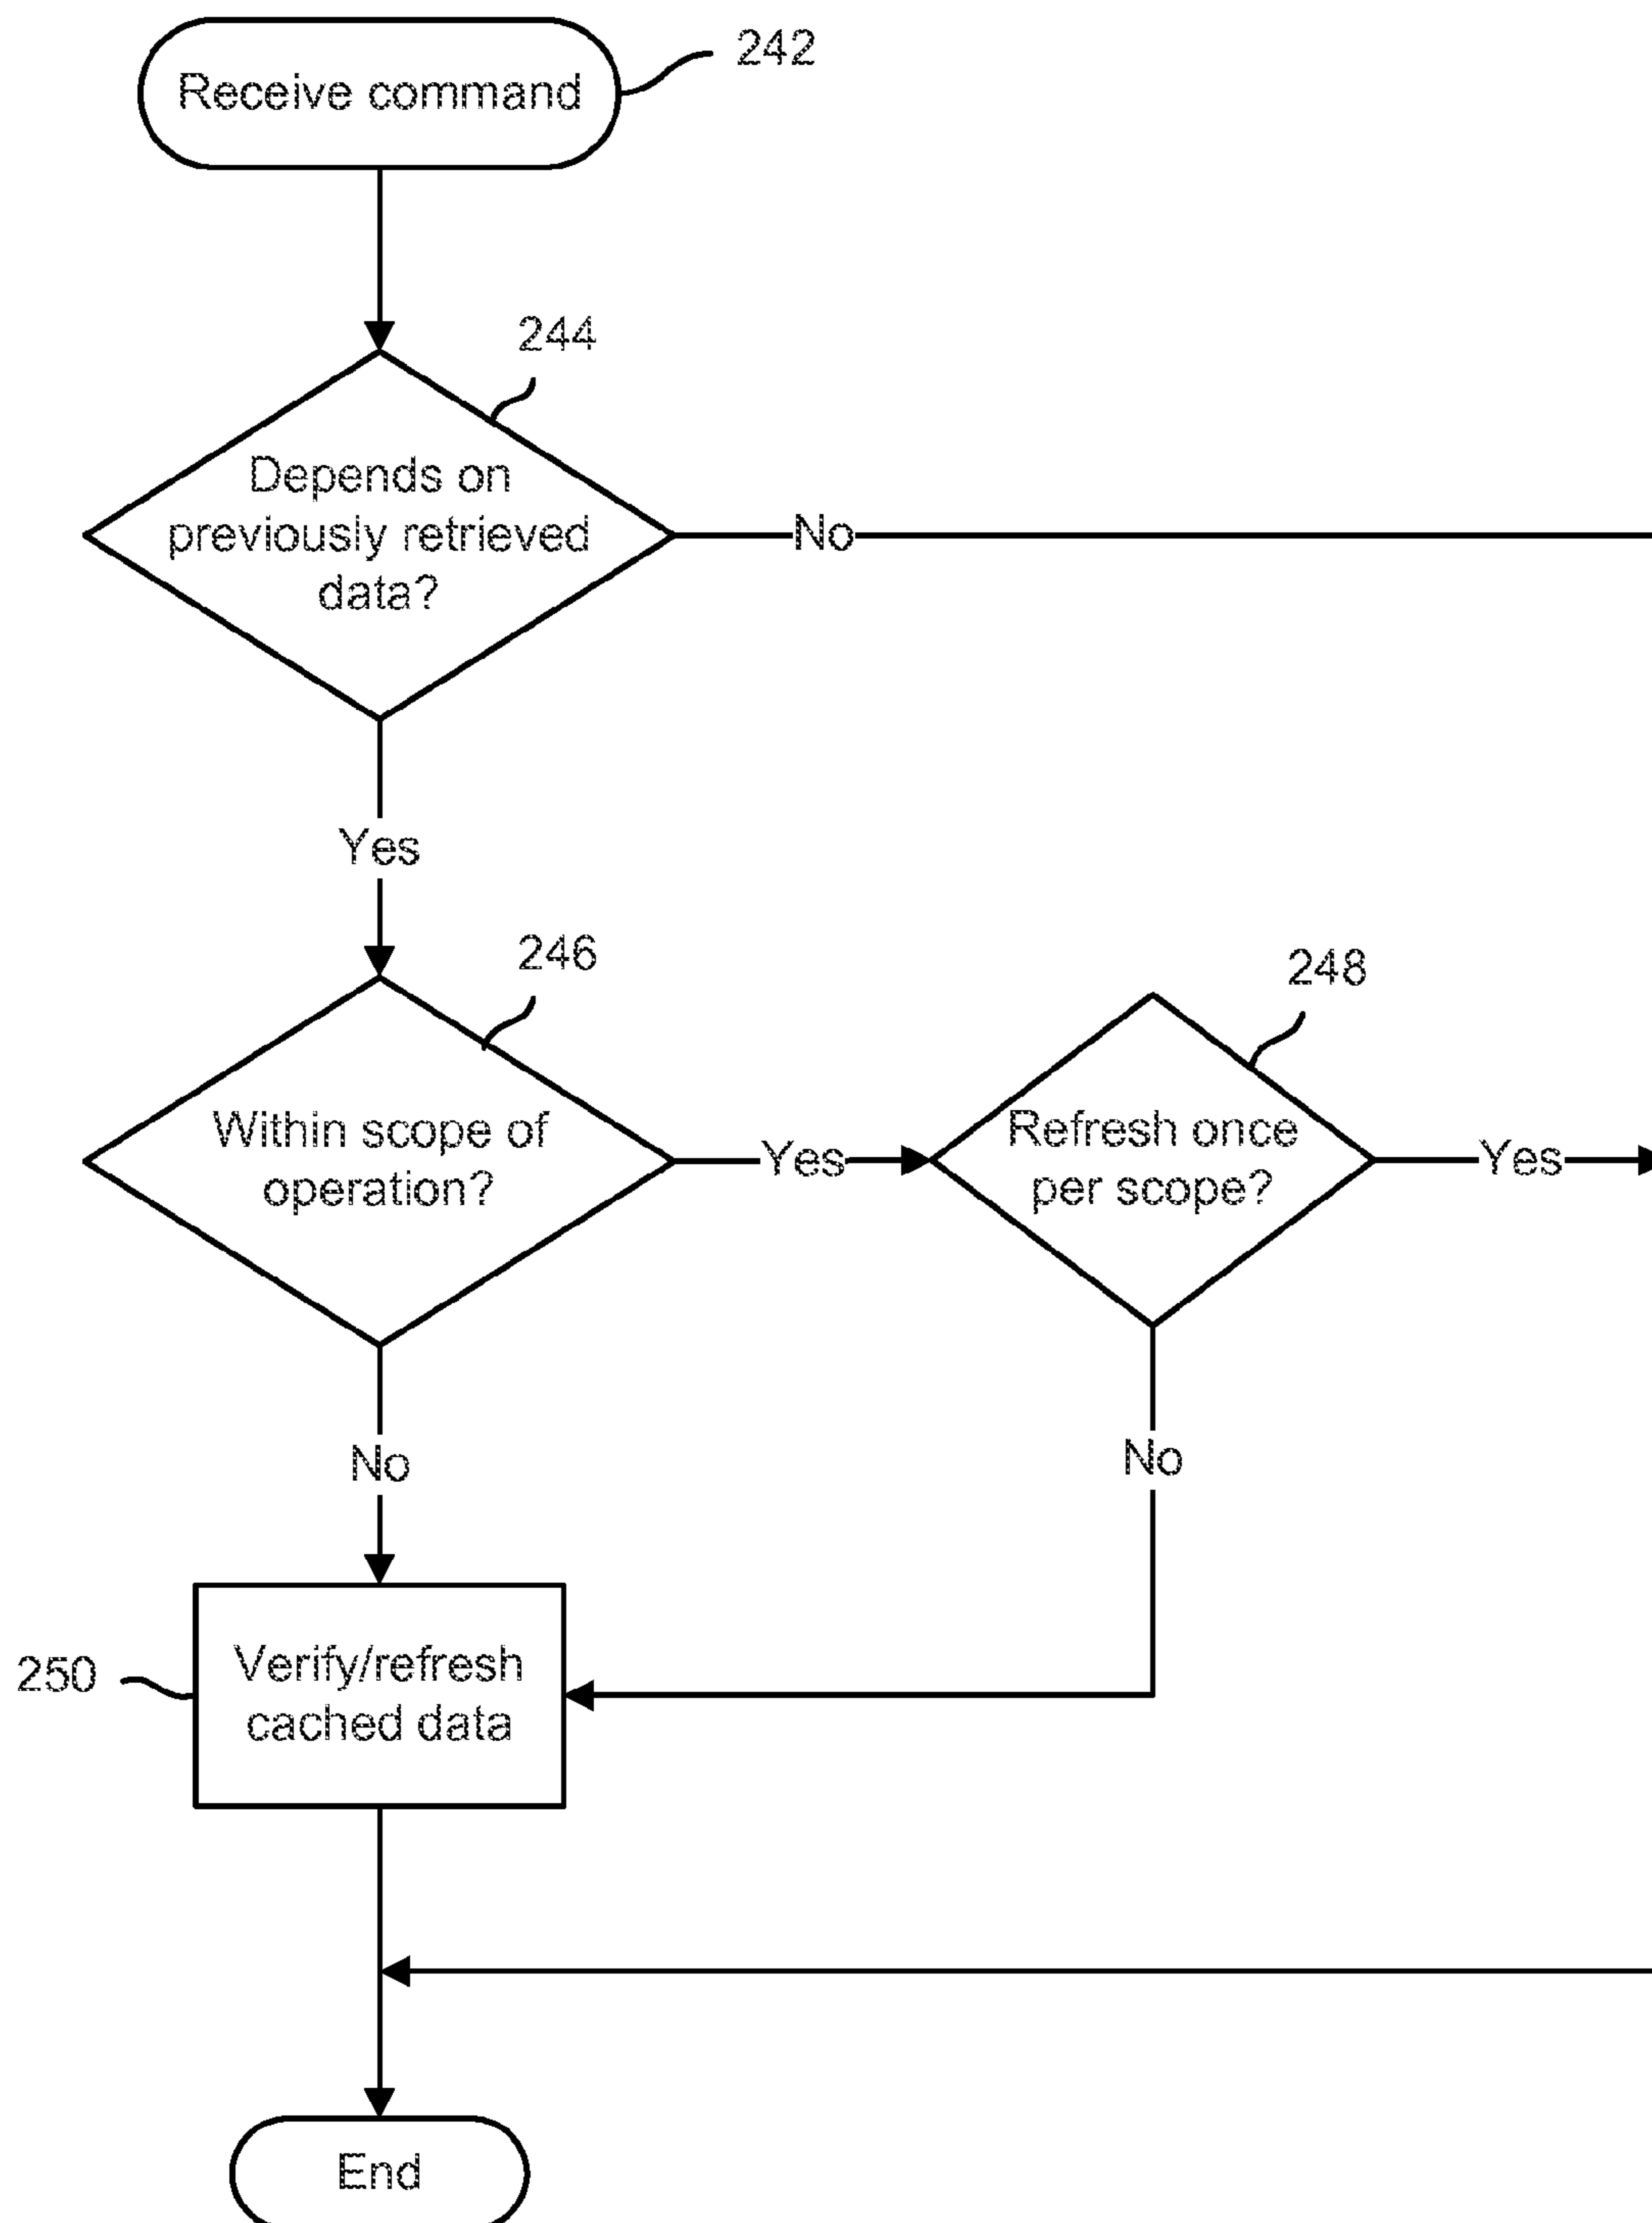 Receive command
242
244
Depends on
previously retrieved
data?
No
Yes
246
248
Within scope of
operation?
Yes
Refresh once
per scope?
Yes
No
No
250
Verify/refresh
cached data
End